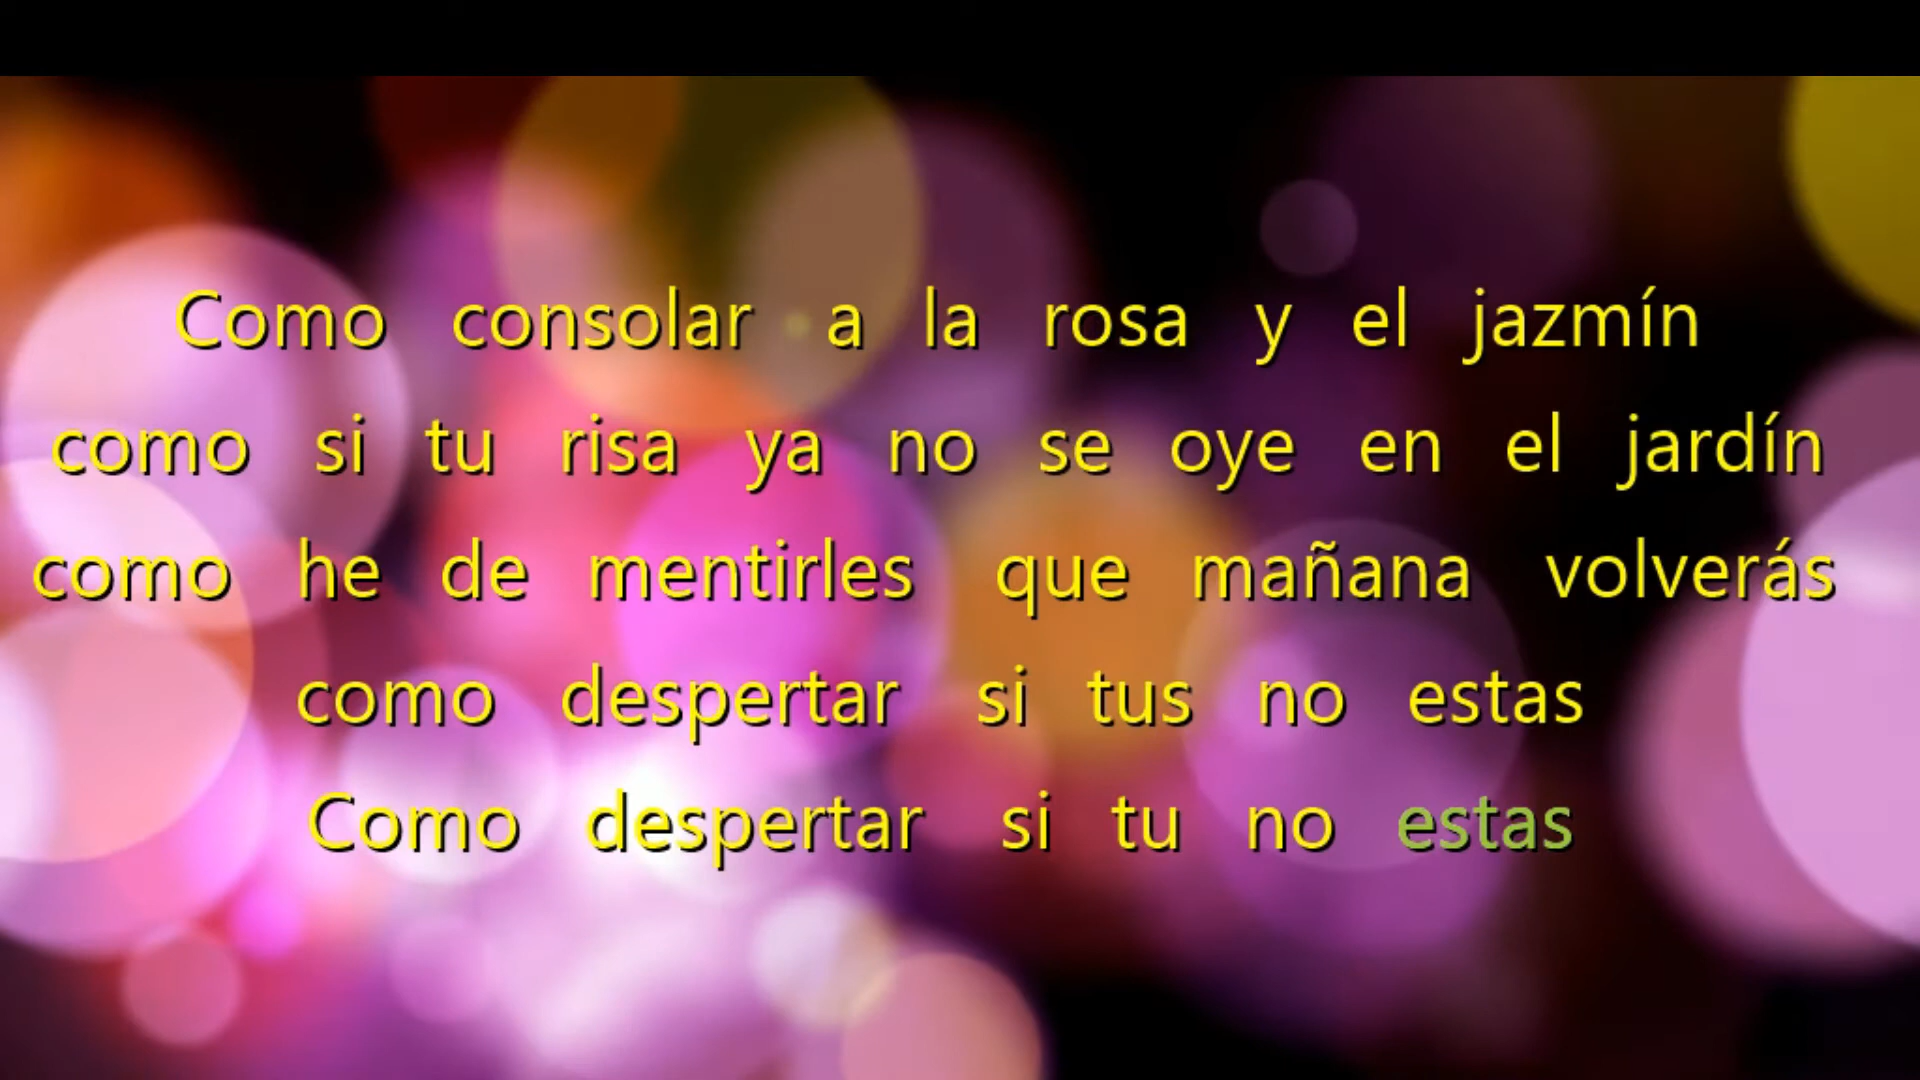 Como consolar a la rosa y el jazmín
como si tu risa ya no se oye en el jardín
como he de mentirles que mañana volverás
como despertar si tus no estas
Como despertar si tu no estas